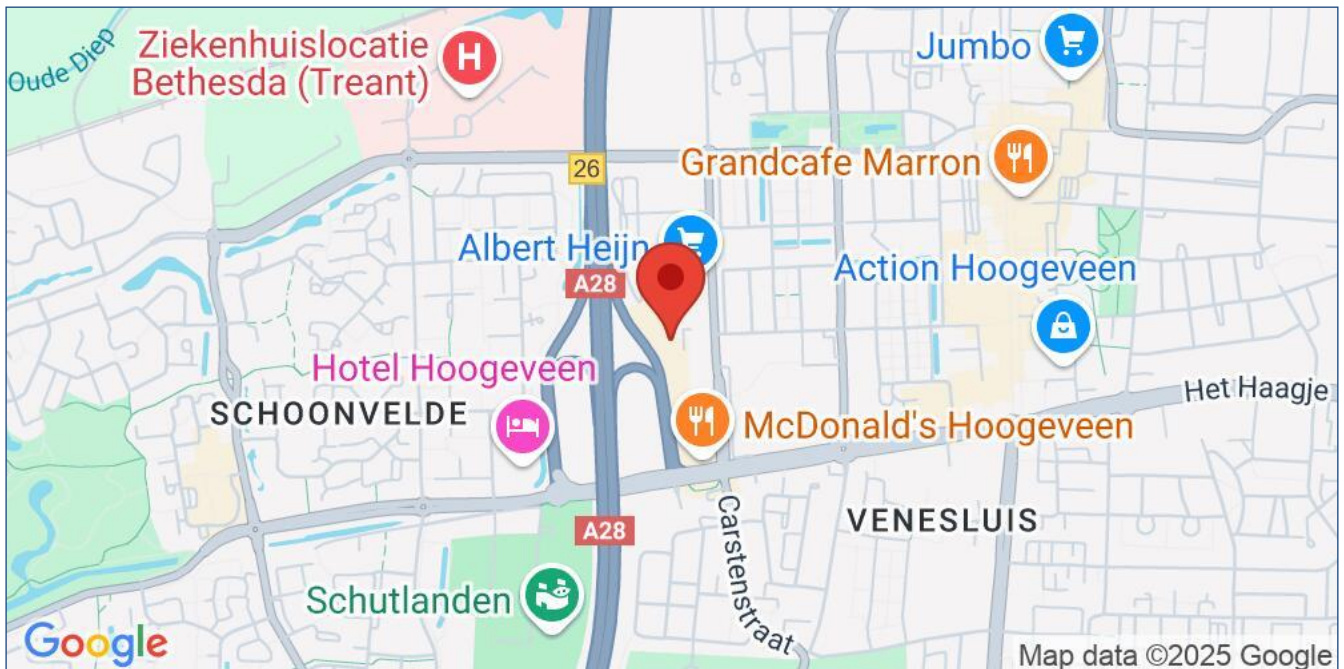 Oude Diep
Ziekenhuislocatie
Bethesda (Treant)
H
Jumbo
26
Grandcafe Marron
Albert Heijn
A28
Action Hoogeveen
Hotel Hoogeveen
Het Haagje
SCHOONVELDE
McDonald's Hoogeveen
A28
Carstenstraat
VENESLUIS
Schutlanden
Google
Map data ©2025 Google